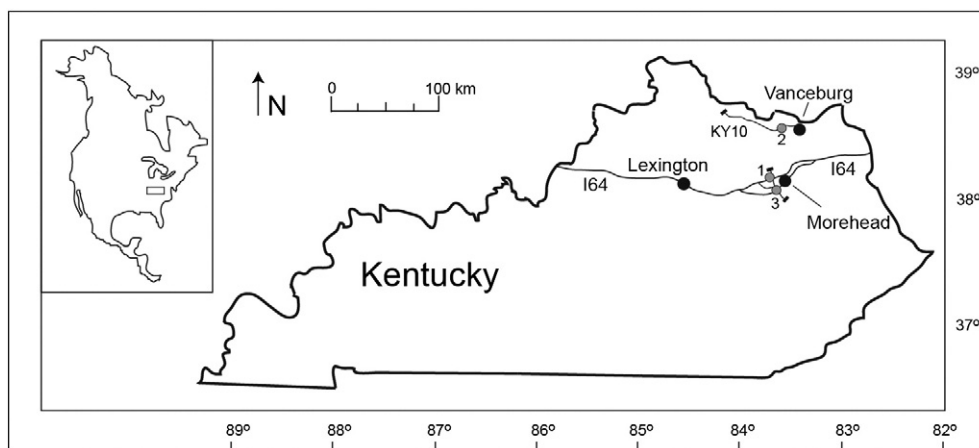 N
0
100 km
39º
Vanceburg
KY10
2
Lexington
1
I64
I64
38º
3
Morehead
Kentucky
37º
89º
88º
87º
86º
85º
84º
83º
82º